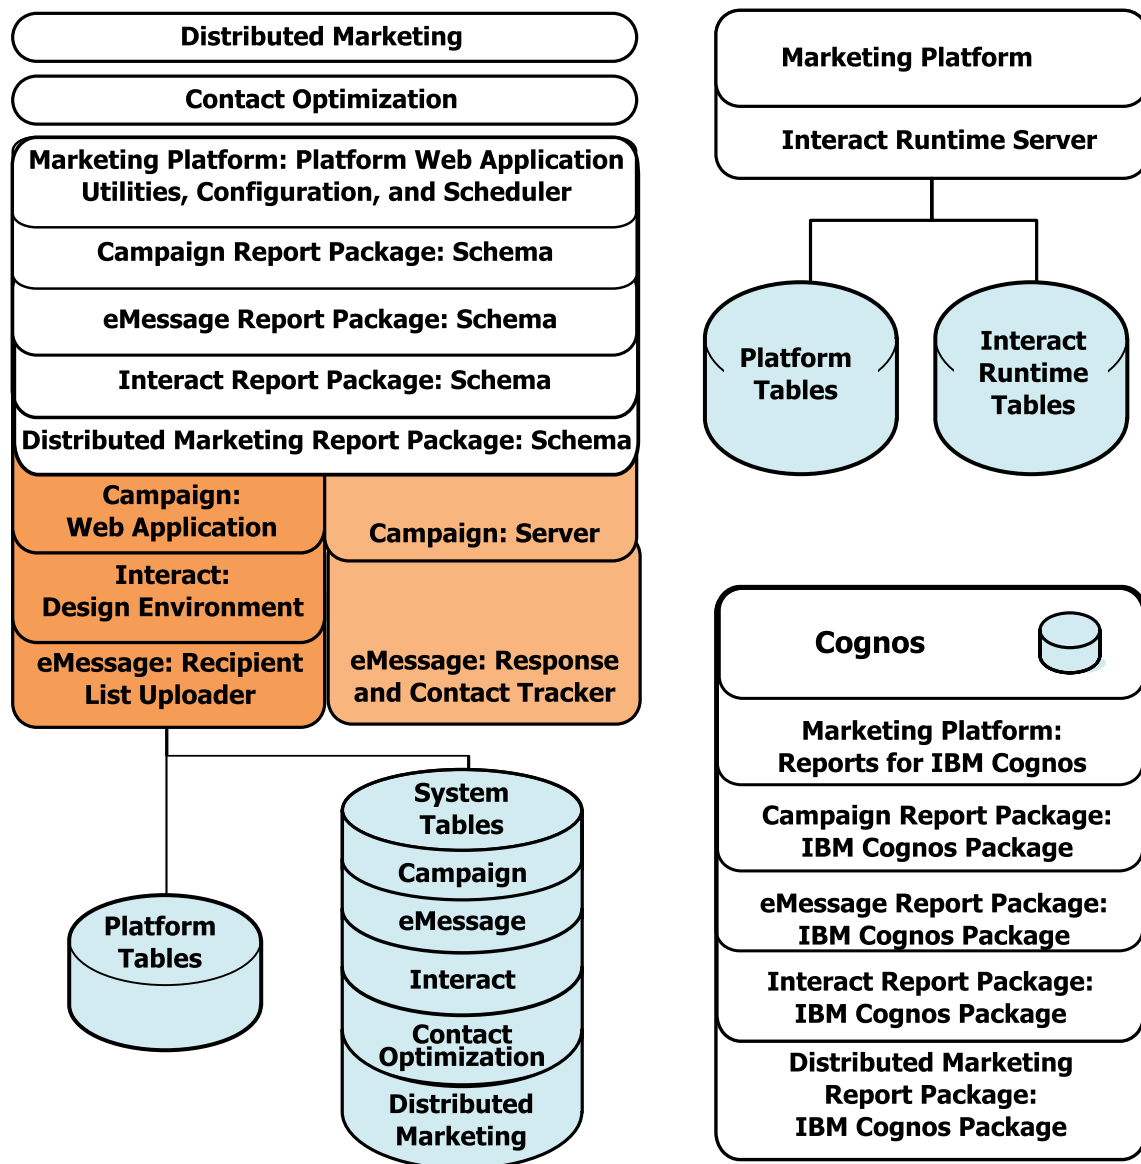 Distributed Marketing
Contact Optimization
Marketing Platform: Platform Web Application
Utilities, Configuration, and Scheduler
Campaign Report Package: Schema
eMessage Report Package: Schema
Interact Report Package: Schema
Distributed Marketing Report Package: Schema
Campaign:
Web Application
Campaign: Server
Interact:
Design Environment
eMessage: Recipient
List Uploader
eMessage: Response
and Contact Tracker
Platform
Tables
System
Tables
Campaign
eMessage
Interact
Contact
Optimization
Distributed
Marketing
Marketing Platform
Interact Runtime Server
Platform
Tables
Interact
Runtime
Tables
Cognos
Marketing Platform:
Reports for IBM Cognos
Campaign Report Package:
IBM Cognos Package
eMessage Report Package:
IBM Cognos Package
Interact Report Package:
IBM Cognos Package
Distributed Marketing
Report Package:
IBM Cognos Package